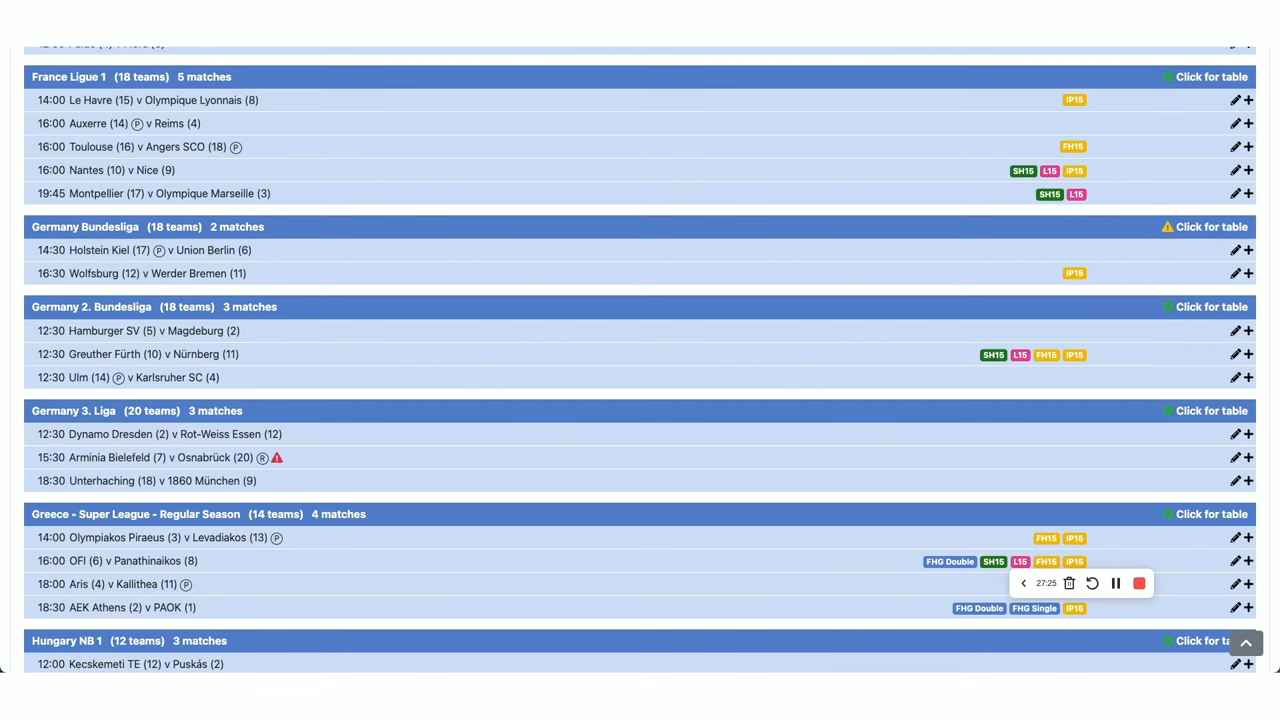 France Ligue 1 (18 teams) 5 matches Click for table
14:00 Le Havre (15) v Olympique Lyonnais (8) IP15
16:00 Auxerre (14) P v Reims (4)
16:00 Toulouse (16) v Angers SCO (18) P FH15
16:00 Nantes (10) v Nice (9) SH15 L15 IP15
19:45 Montpellier (17) v Olympique Marseille (3) SH15 L15
Germany Bundesliga (18 teams) 2 matches Click for table
14:30 Holstein Kiel (17) P v Union Berlin (6)
16:30 Wolfsburg (12) v Werder Bremen (11) IP15
Germany 2. Bundesliga (18 teams) 3 matches Click for table
12:30 Hamburger SV (5) v Magdeburg (2)
12:30 Greuther Fürth (10) v Nürnberg (11) SH15 L15 FH15 IP15
12:30 Ulm (14) P v Karlsruher SC (4)
Germany 3. Liga (20 teams) 3 matches Click for table
12:30 Dynamo Dresden (2) v Rot-Weiss Essen (12)
15:30 Arminia Bielefeld (7) v Osnabrück (20) R
18:30 Unterhaching (18) v 1860 München (9)
Greece - Super League - Regular Season (14 teams) 4 matches Click for table
14:00 Olympiakos Piraeus (3) v Levadiakos (13) P FH15 IP15
16:00 OFI (6) v Panathinaikos (8) FHG Double SH15 L15 FH15 IP15
18:00 Aris (4) v Kallithea (11) P
27:25
18:30 AEK Athens (2) v PAOK (1) FHG Double FHG Single IP15
Hungary NB 1 (12 teams) 3 matches Click for
12:00 Kecskemeti TE (12) v Puskás (2)